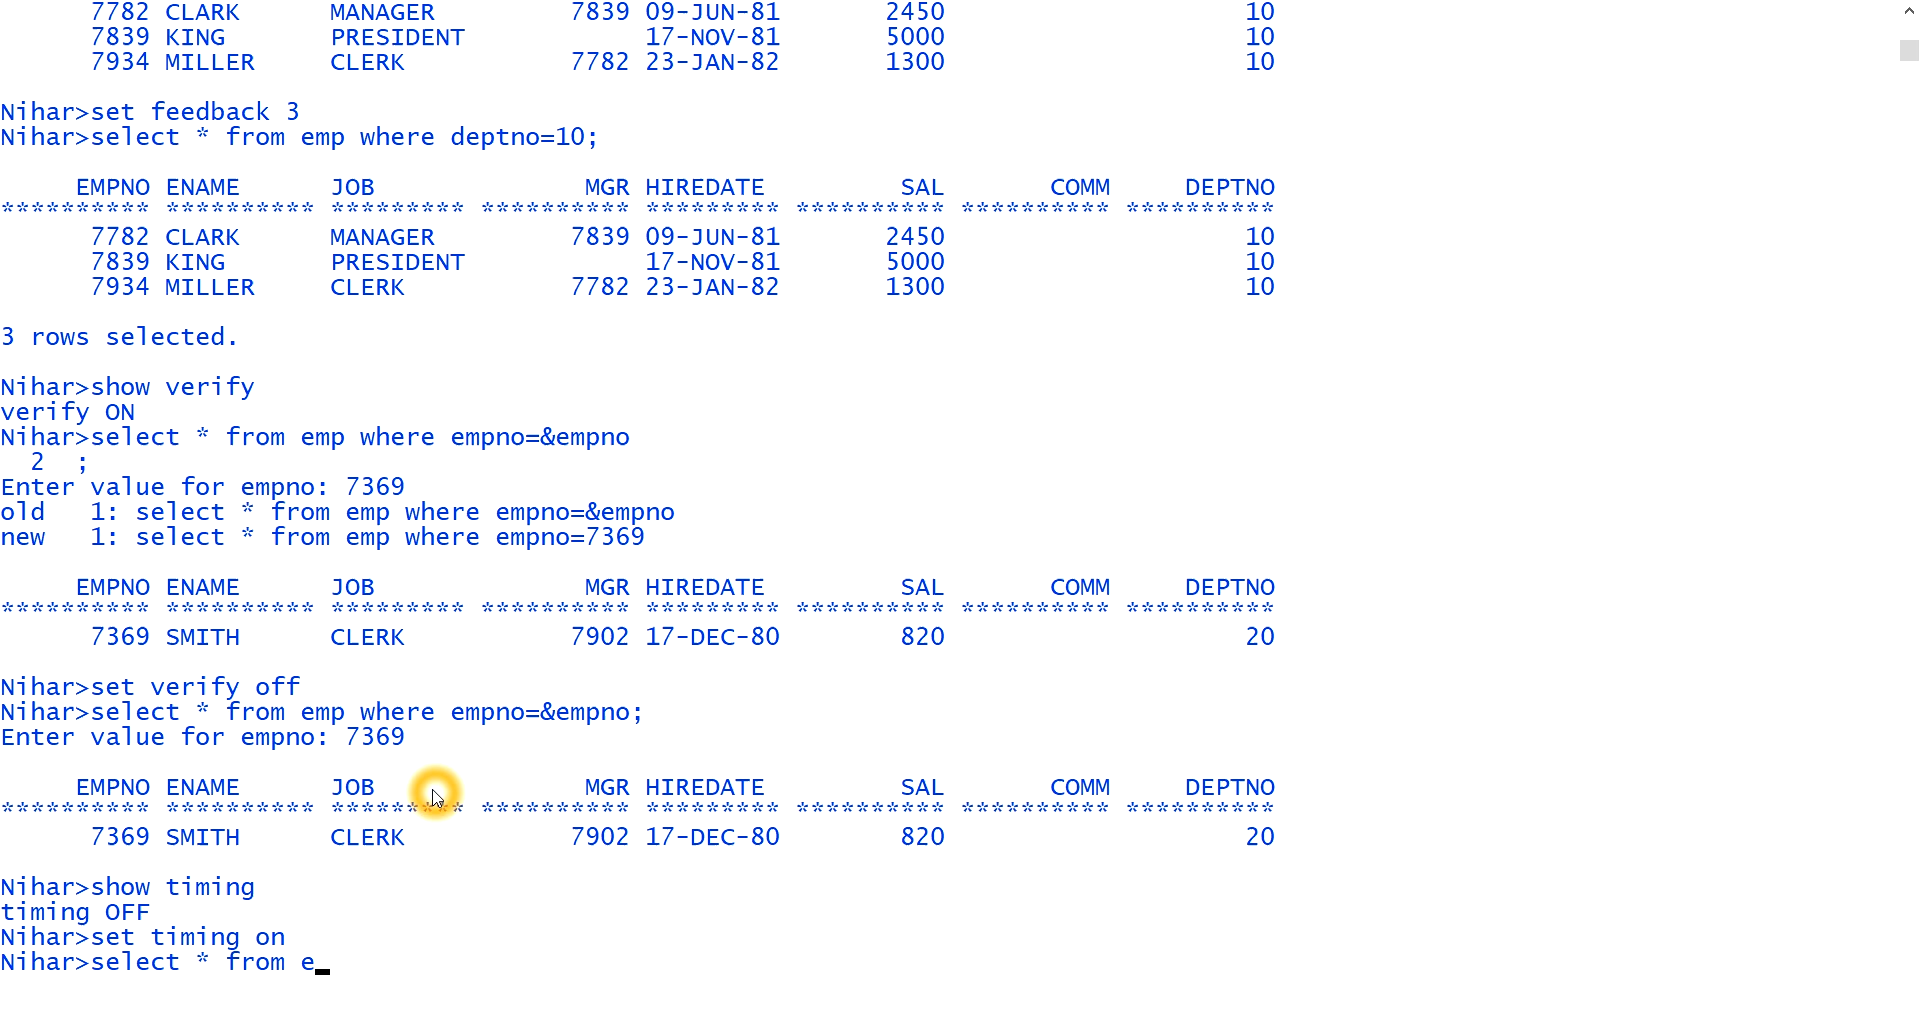 7782 CLARK      MANAGER         7839 09-JUN-81       2450                    10
      7839 KING       PRESIDENT            17-NOV-81       5000                    10
      7934 MILLER     CLERK           7782 23-JAN-82       1300                    10

Nihar>set feedback 3
Nihar>select * from emp where deptno=10;

     EMPNO ENAME      JOB              MGR HIREDATE         SAL       COMM     DEPTNO
********** ********** ********* ********** ********* ********** ********** **********
      7782 CLARK      MANAGER         7839 09-JUN-81       2450                    10
      7839 KING       PRESIDENT            17-NOV-81       5000                    10
      7934 MILLER     CLERK           7782 23-JAN-82       1300                    10

3 rows selected.

Nihar>show verify
verify ON
Nihar>select * from emp where empno=&empno
  2  ;
Enter value for empno: 7369
old   1: select * from emp where empno=&empno
new   1: select * from emp where empno=7369

     EMPNO ENAME      JOB              MGR HIREDATE         SAL       COMM     DEPTNO
********** ********** ********* ********** ********* ********** ********** **********
      7369 SMITH      CLERK           7902 17-DEC-80        820                    20

Nihar>set verify off
Nihar>select * from emp where empno=&empno;
Enter value for empno: 7369

     EMPNO ENAME      JOB              MGR HIREDATE         SAL       COMM     DEPTNO
********** ********** ********* ********** ********* ********** ********** **********
      7369 SMITH      CLERK           7902 17-DEC-80        820                    20

Nihar>show timing
timing OFF
Nihar>set timing on
Nihar>select * from e